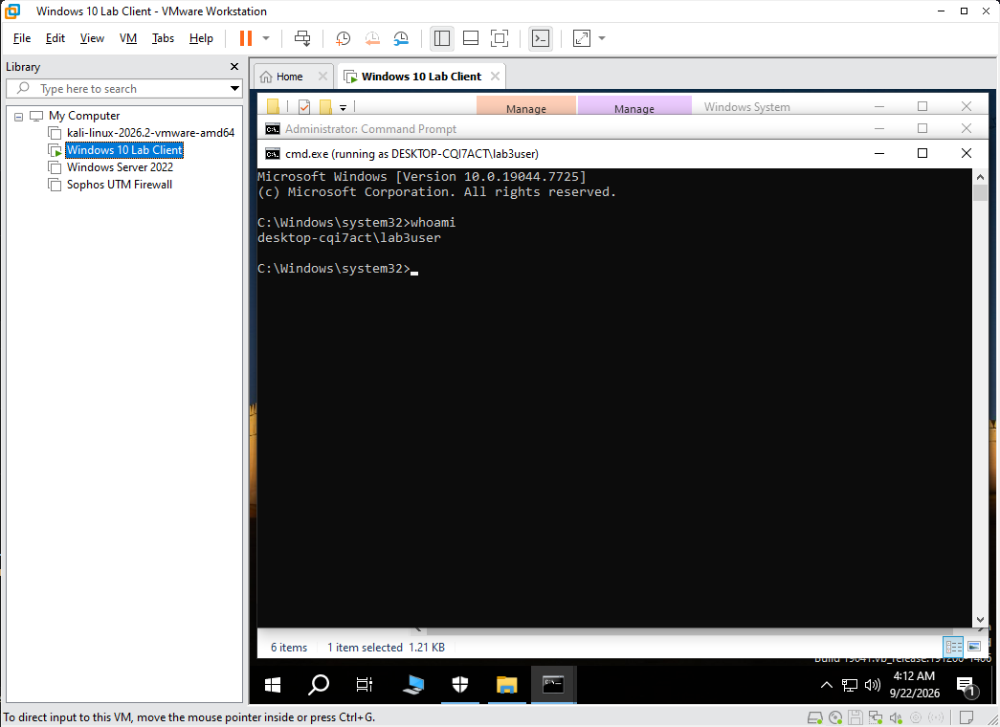 Windows 10 Lab Client - VMware Workstation
File Edit View VM Tabs Help
Library
Type here to search
My Computer
kali-linux-2026.2-vmware-amd64
Windows 10 Lab Client
Windows Server 2022
Sophos UTM Firewall
Home
Windows 10 Lab Client
Manage Manage Windows System
Administrator: Command Prompt
cmd.exe (running as DESKTOP-CQI7ACT\lab3user)
Microsoft Windows [Version 10.0.19044.7725]
(c) Microsoft Corporation. All rights reserved.
C:\Windows\system32>whoami
desktop-cqi7act\lab3user
C:\Windows\system32>
6 items 1 item selected 1.21 KB
Build 19041.vb_release.191206-1406
4:12 AM
9/22/2026
1
To direct input to this VM, move the mouse pointer inside or press Ctrl+G.